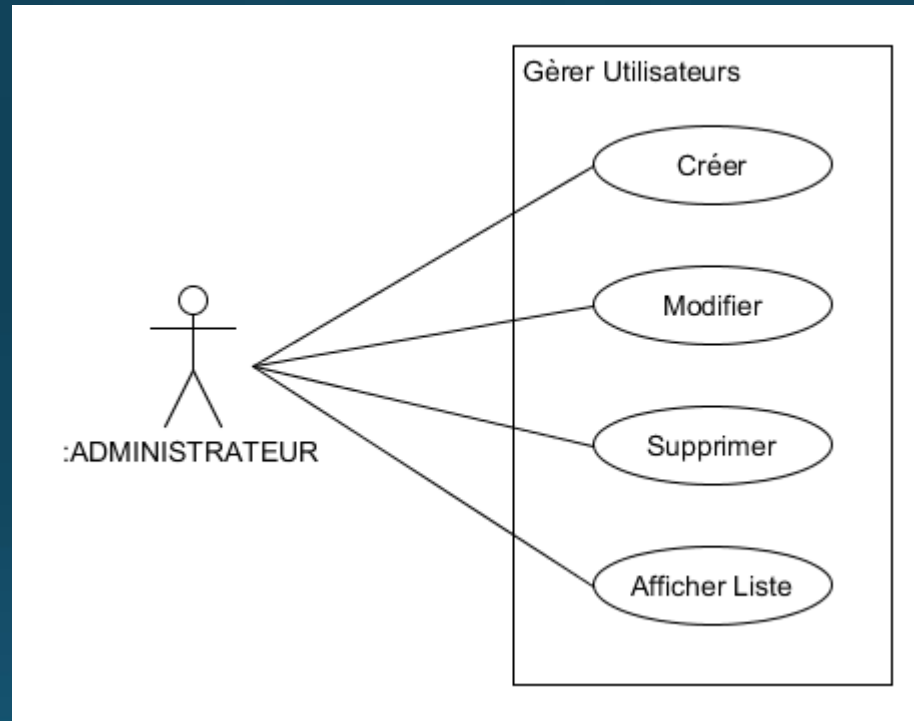 Gèrer Utilisateurs
Créer
Modifier
:ADMINISTRATEUR
Supprimer
Afficher Liste